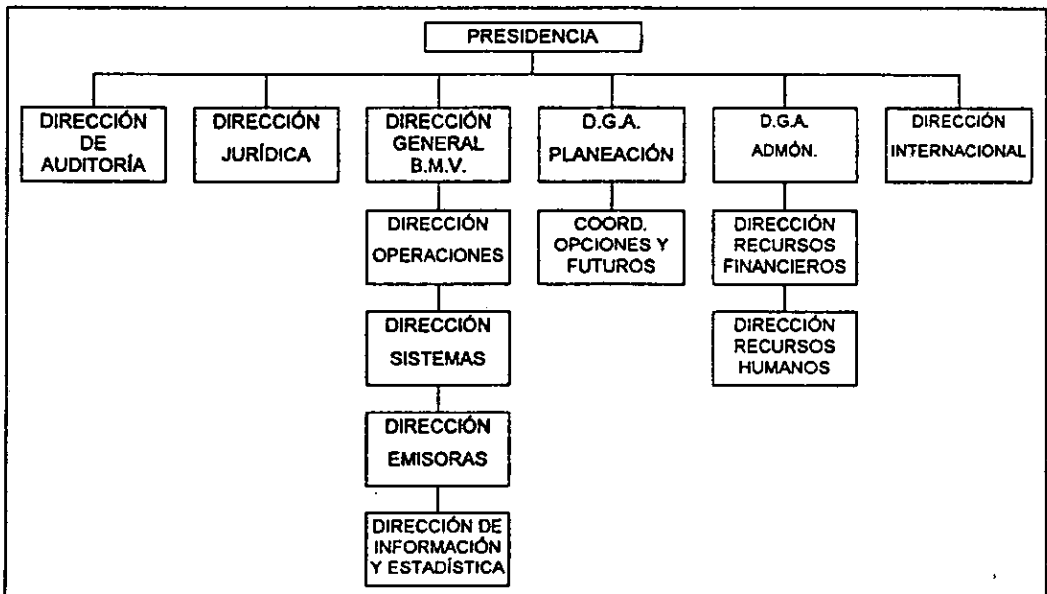 PRESIDENCIA
DIRECCIÓN
DE
AUDITORÍA
DIRECCIÓN
JURÍDICA
DIRECCIÓN
GENERAL
B.M.V.
D.G.A.
PLANEACIÓN
D.G.A.
ADMÓN.
DIRECCIÓN
INTERNACIONAL
DIRECCIÓN
OPERACIONES
COORD.
OPCIONES Y
FUTUROS
DIRECCIÓN
RECURSOS
FINANCIEROS
DIRECCIÓN
SISTEMAS
DIRECCIÓN
RECURSOS
HUMANOS
DIRECCIÓN
EMISORAS
DIRECCIÓN DE
INFORMACIÓN
Y ESTADÍSTICA